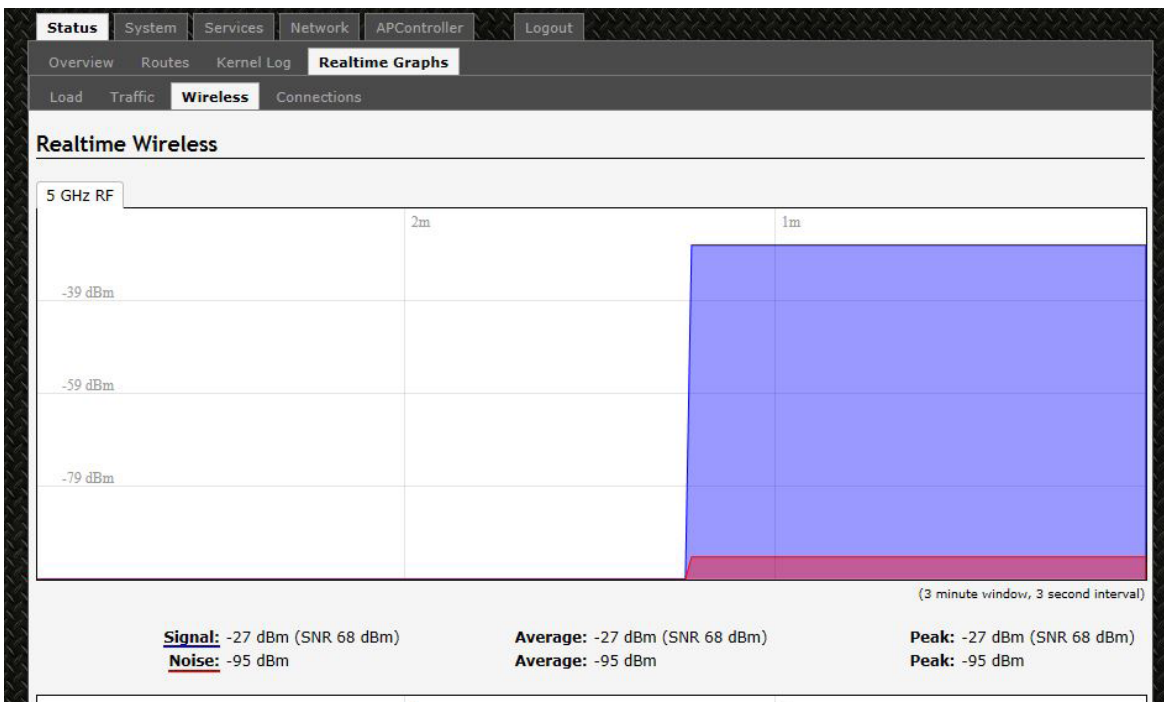 Status System Services Network APController Logout
Overview Routes Kernel Log Realtime Graphs
Load Traffic Wireless Connections
Realtime Wireless
5 GHz RF
2m 1m
-39 dBm
-59 dBm
-79 dBm
(3 minute window, 3 second interval)
Signal: -27 dBm (SNR 68 dBm) Average: -27 dBm (SNR 68 dBm) Peak: -27 dBm (SNR 68 dBm)
Noise: -95 dBm Average: -95 dBm Peak: -95 dBm